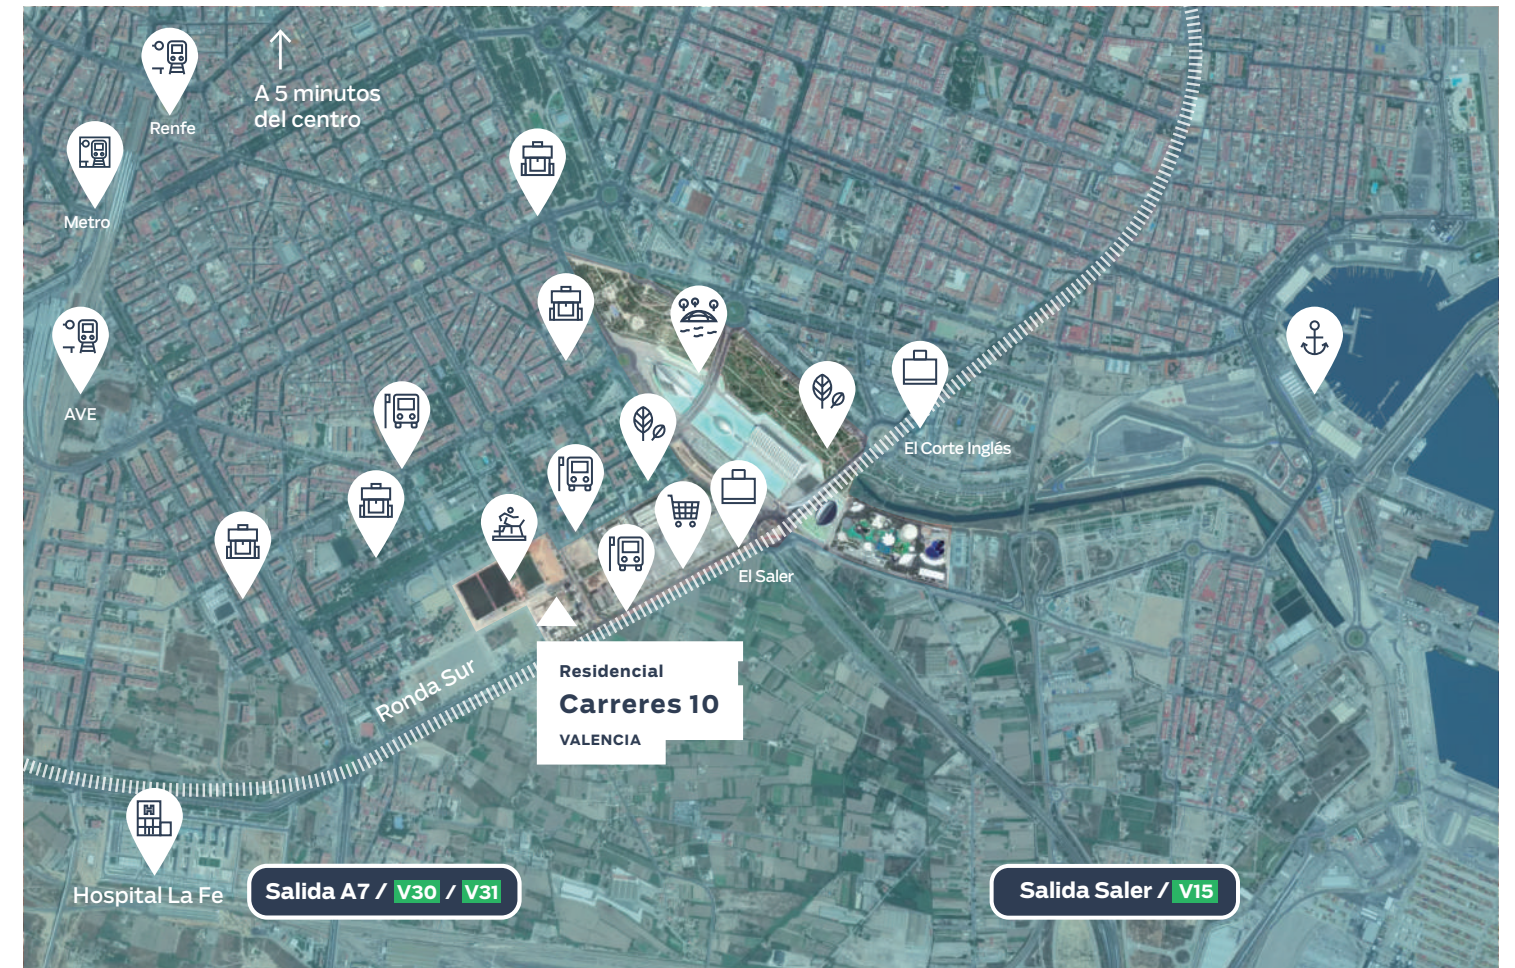 A 5 minutos
del centro
Renfe
Metro
AVE
El Corte Inglés
El Saler
Ronda Sur
Residencial
Carreres 10
VALENCIA
Hospital La Fe
Salida A7 / V30 / V31
Salida Saler / V15